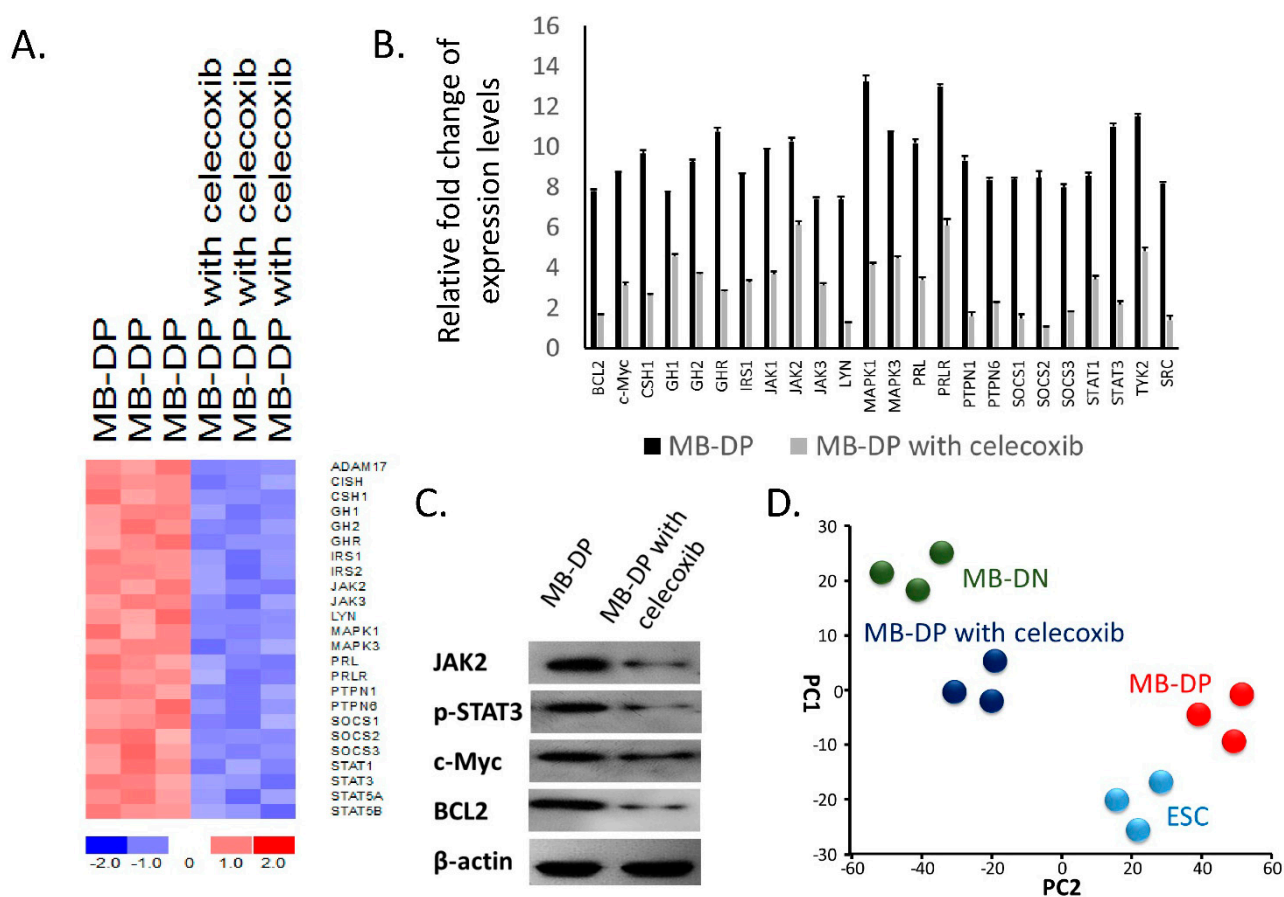 A.
MB-DP
MB-DP
MB-DP
MB-DP with celecoxib
MB-DP with celecoxib
MB-DP with celecoxib
ADAM17
CISH
CSH1
GH1
GH2
GHR
IRS1
IRS2
JAK2
JAK3
LYN
MAPK1
MAPK3
PRL
PRLR
PTPN1
PTPN6
SOCS1
SOCS2
SOCS3
STAT1
STAT3
STAT5A
STAT5B
-2.0 -1.0 0 1.0 2.0
B.
Relative fold change of
expression levels
16
14
12
10
8
6
4
2
0
BCL2
c-Myc
CSH1
GH1
GH2
GHR
IRS1
JAK1
JAK2
JAK3
LYN
MAPK1
MAPK3
PRL
PRLR
PTPN1
PTPN6
SOCS1
SOCS2
SOCS3
STAT1
STAT3
TYK2
SRC
MB-DP MB-DP with celecoxib
C.
MB-DP
MB-DP with
celecoxib
JAK2
p-STAT3
c-Myc
BCL2
β-actin
D.
PC1
30
20
10
0
-10
-20
-30
MB-DN
MB-DP with celecoxib
MB-DP
ESC
-60 -40 -20 0 20 40 60
PC2